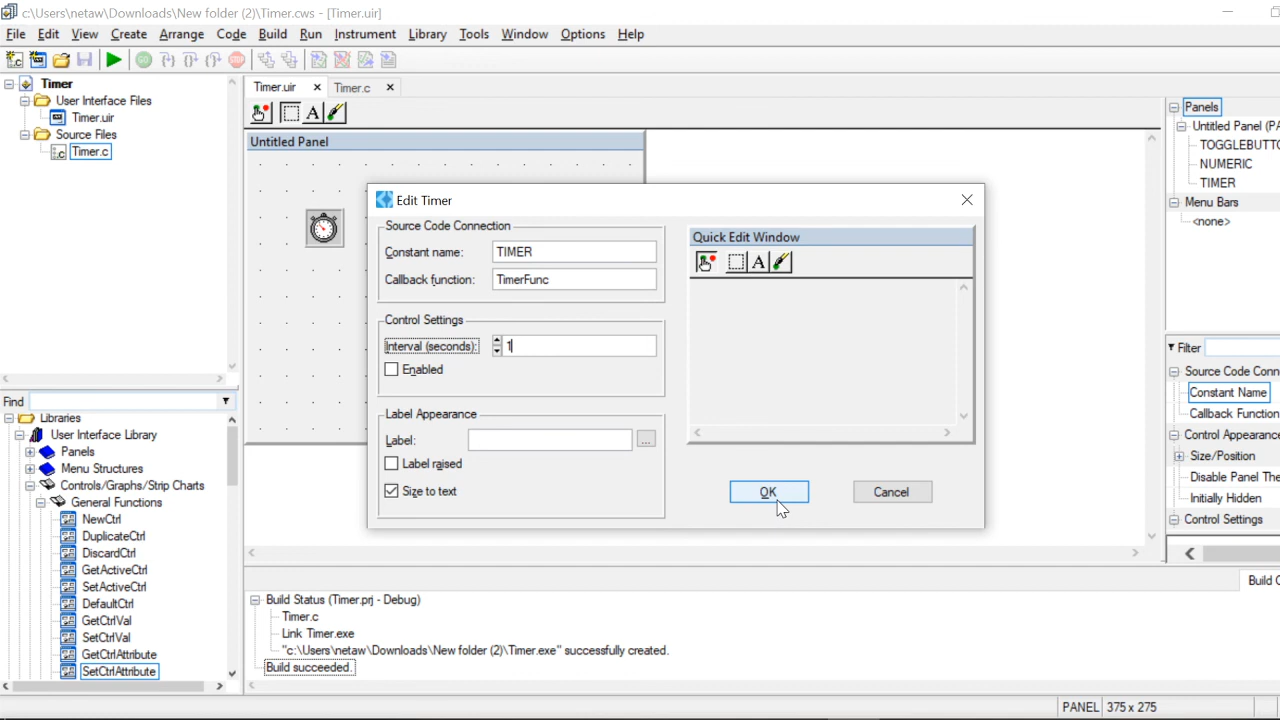 c:\Users\netaw\Downloads\New folder (2)\Timer.cws - [Timer.uir]
File Edit View Create Arrange Code Build Run Instrument Library Tools Window Options Help
Timer
User Interface Files
Timer.uir
Source Files
Timer.c
Timer.uir
Timer.c
Untitled Panel
Edit Timer
Source Code Connection
Constant name: TIMER
Callback function: TimerFunc
Control Settings
Interval (seconds): 1
Enabled
Label Appearance
Label:
...
Label raised
Size to text
Quick Edit Window
OK
Cancel
Panels
Untitled Panel (PA
TOGGLEBUTTO
NUMERIC
TIMER
Menu Bars
<none>
Filter
Source Code Conn
Constant Name
Callback Function
Control Appearance
Size/Position
Disable Panel The
Initially Hidden
Control Settings
Find
Libraries
User Interface Library
Panels
Menu Structures
Controls/Graphs/Strip Charts
General Functions
NewCtrl
DuplicateCtrl
DiscardCtrl
GetActiveCtrl
SetActiveCtrl
DefaultCtrl
GetCtrlVal
SetCtrlVal
GetCtrlAttribute
SetCtrlAttribute
Build Status (Timer.prj - Debug)
Timer.c
Link Timer.exe
"c:\Users\netaw\Downloads\New folder (2)\Timer.exe" successfully created.
Build succeeded.
PANEL 375 x 275